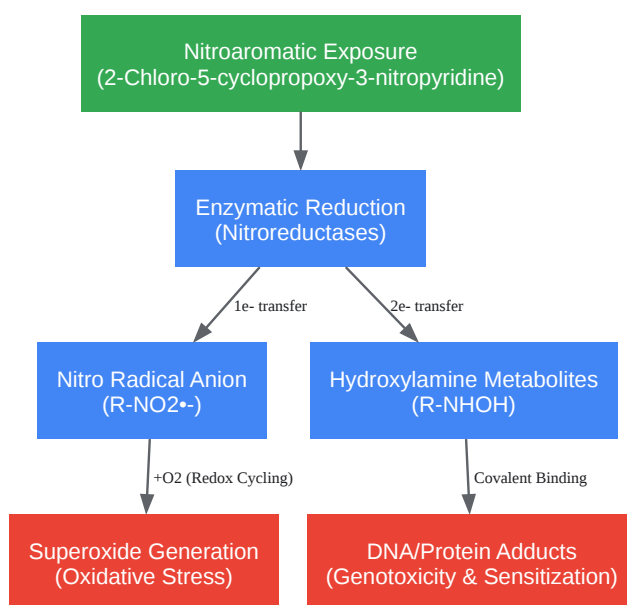 Nitroaromatic Exposure
(2-Chloro-5-cyclopropoxy-3-nitropyridine)
Enzymatic Reduction
(Nitroreductases)
1e- transfer
2e- transfer
Nitro Radical Anion
(R-NO2•-)
Hydroxylamine Metabolites
(R-NHOH)
+O2 (Redox Cycling)
Covalent Binding
Superoxide Generation
(Oxidative Stress)
DNA/Protein Adducts
(Genotoxicity & Sensitization)